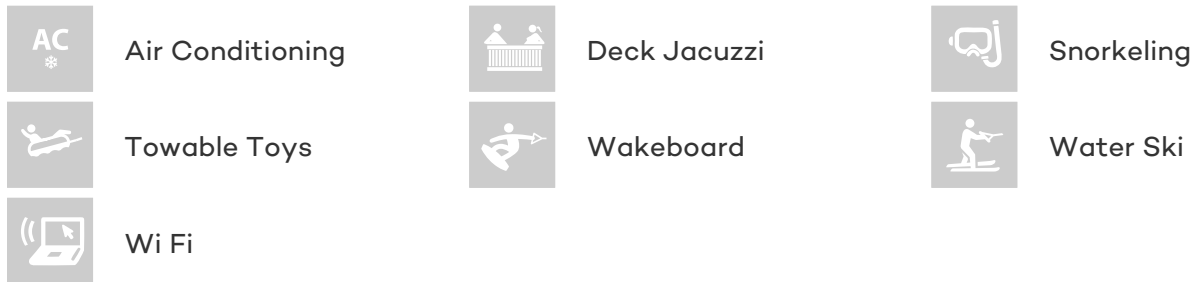 AC
Air Conditioning
Deck Jacuzzi
Snorkeling
Towable Toys
Wakeboard
Water Ski
Wi Fi